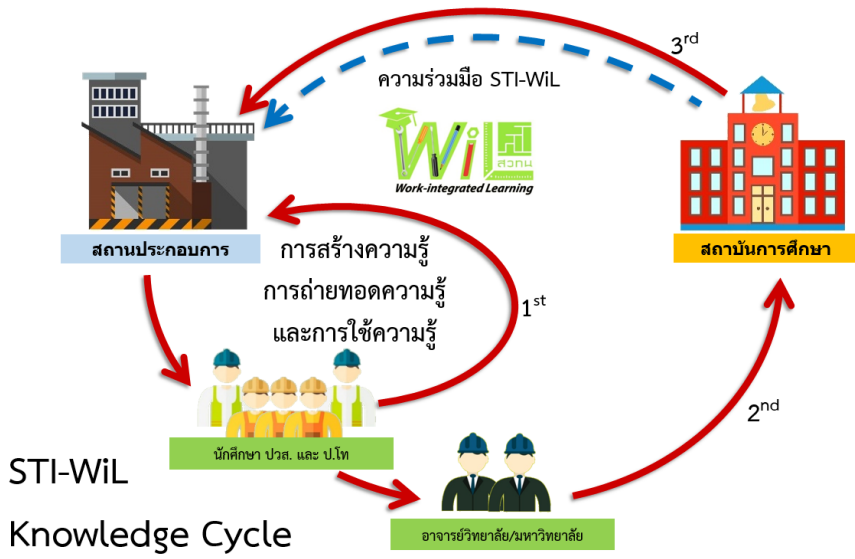 3rd
ความร่วมมือ STI-WiL
WiL
สวทน
Work-integrated Learning
สถานประกอบการ
สถาบันการศึกษา
การสร้างความรู้
การถ่ายทอดความรู้
และการใช้ความรู้
1st
2nd
นักศึกษา ปวส. และ ป.โท
STI-WiL
Knowledge Cycle
อาจารย์วิทยาลัย/มหาวิทยาลัย